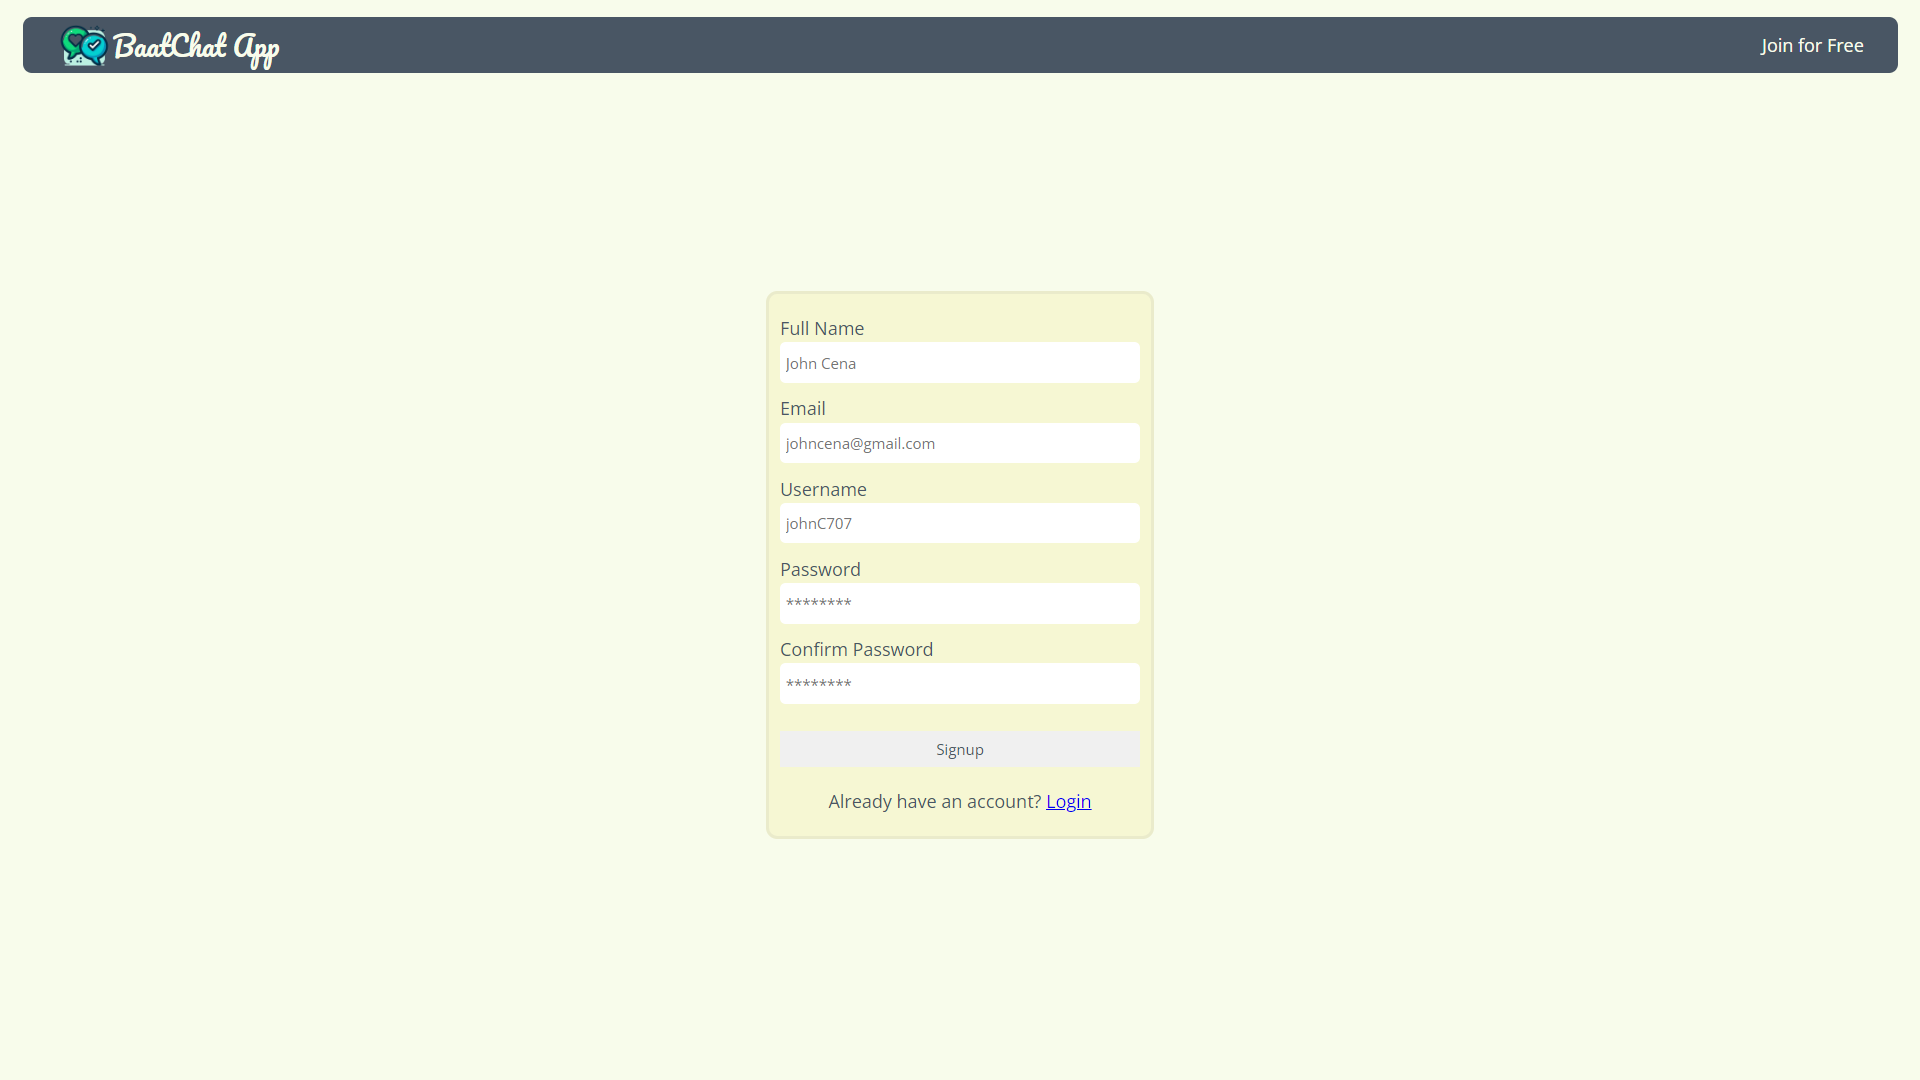 BaatChat App
Join for Free
Full Name
John Cena
Email
johncena@gmail.com
Username
johnC707
Password
********
Confirm Password
********
Signup
Already have an account? Login